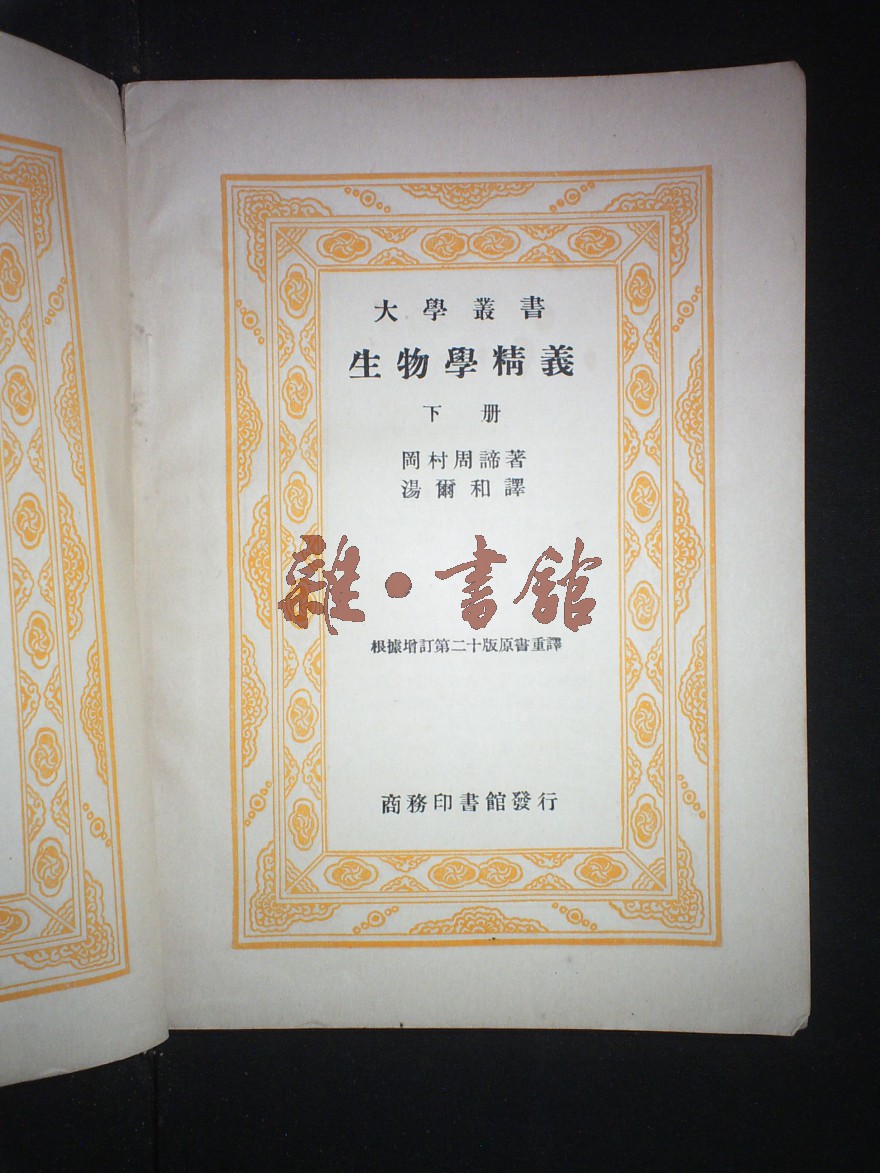 大學叢書
生物學精義
下册
岡村周諦著
湯爾和譯
雜·書館
根據增訂第二十版原書重譯
商務印書館發行